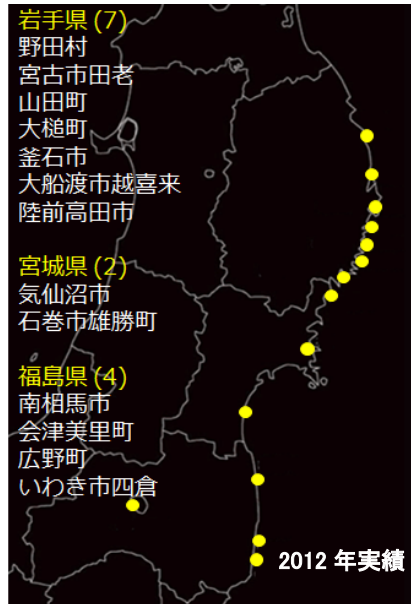 岩手県 (7)
野田村
宮古市田老
山田町
大槌町
釜石市
大船渡市越喜来
陸前高田市
宮城県 (2)
気仙沼市
石巻市雄勝町
福島県 (4)
南相馬市
会津美里町
広野町
いわき市四倉
2012 年実績